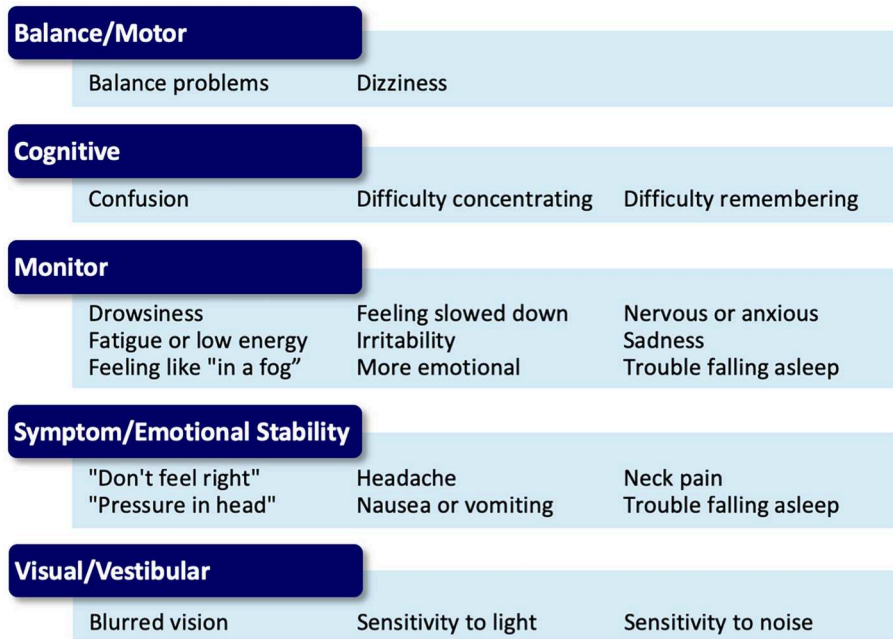 Balance/Motor
Balance problems Dizziness
Cognitive
Confusion Difficulty concentrating Difficulty remembering
Monitor
Drowsiness Feeling slowed down Nervous or anxious
Fatigue or low energy Irritability Sadness
Feeling like "in a fog” More emotional Trouble falling asleep
Symptom/Emotional Stability
"Don't feel right" Headache Neck pain
"Pressure in head" Nausea or vomiting Trouble falling asleep
Visual/Vestibular
Blurred vision Sensitivity to light Sensitivity to noise